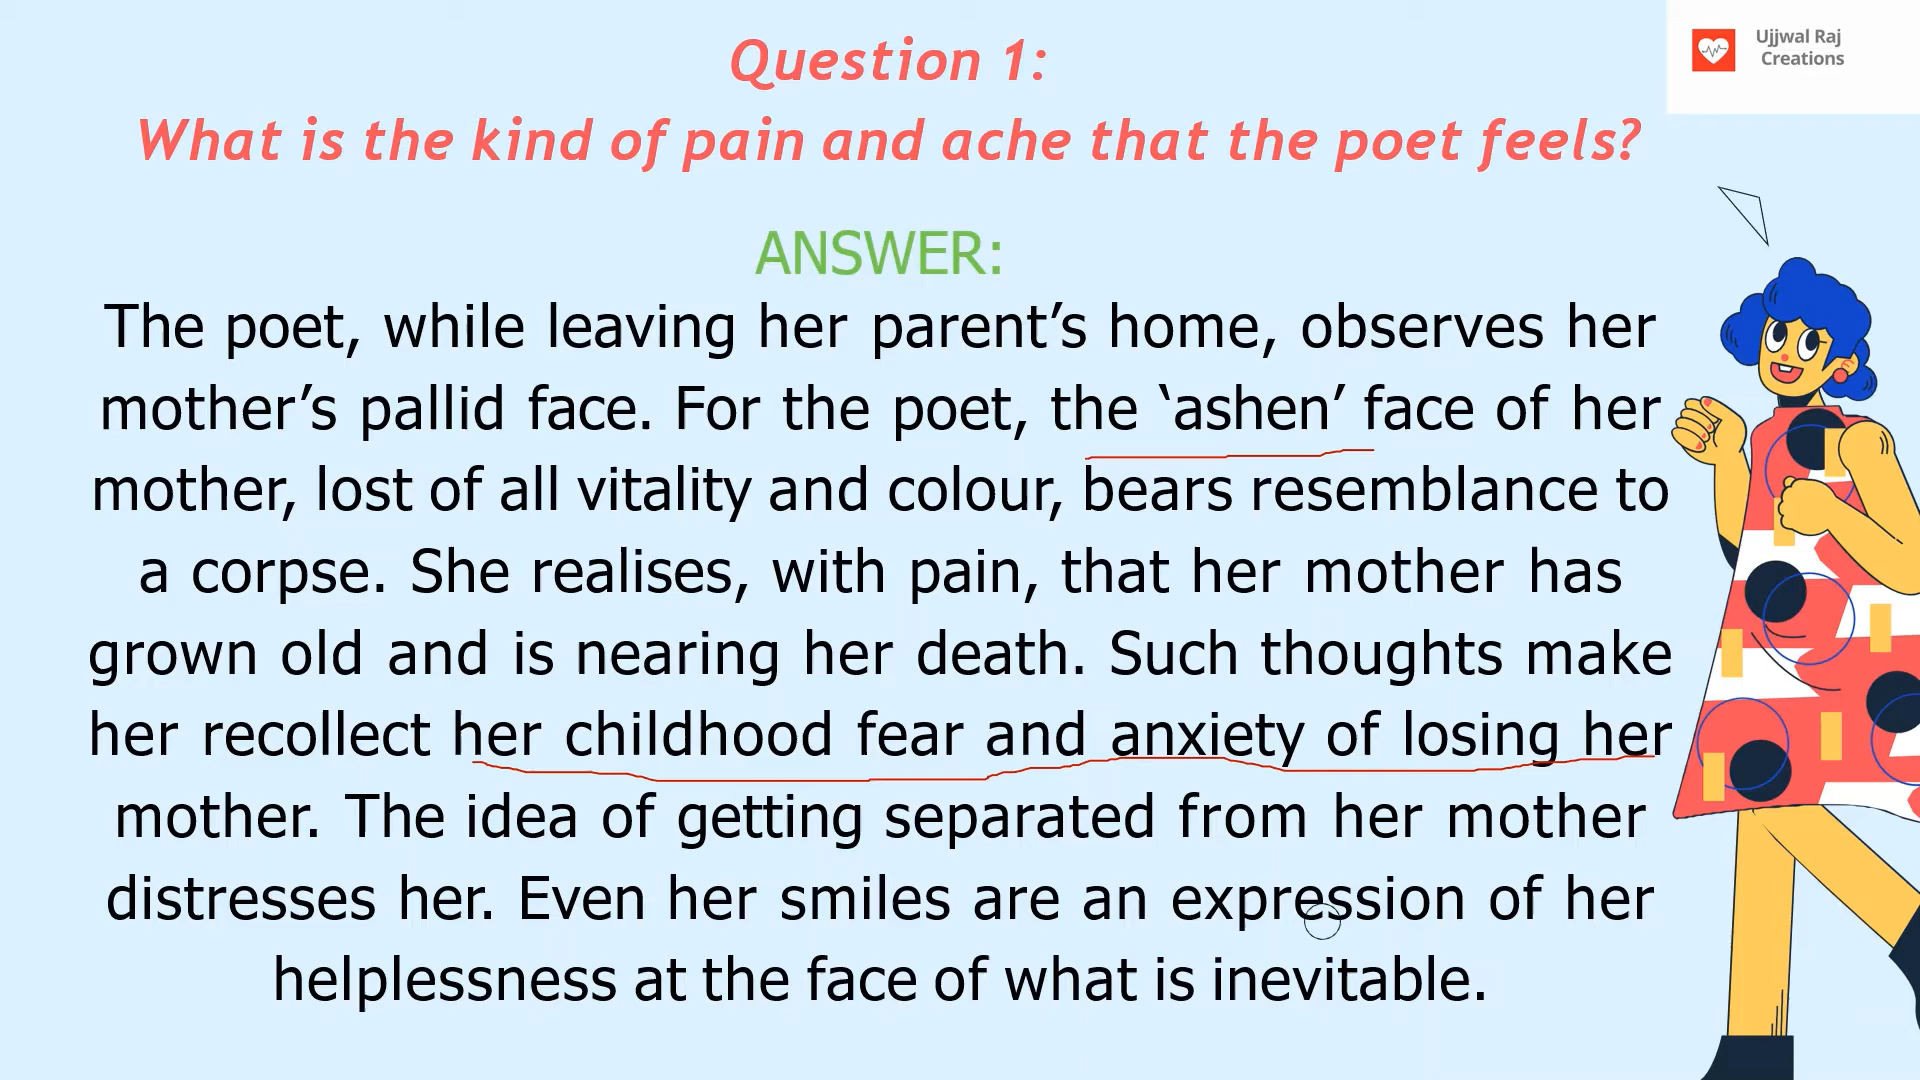 Question 1:
What is the kind of pain and ache that the poet feels?
Ujjwal Raj
Creations
ANSWER:
The poet, while leaving her parent’s home, observes her
mother’s pallid face. For the poet, the ‘ashen’ face of her
mother, lost of all vitality and colour, bears resemblance to
a corpse. She realises, with pain, that her mother has
grown old and is nearing her death. Such thoughts make
her recollect her childhood fear and anxiety of losing her
mother. The idea of getting separated from her mother
distresses her. Even her smiles are an expression of her
helplessness at the face of what is inevitable.